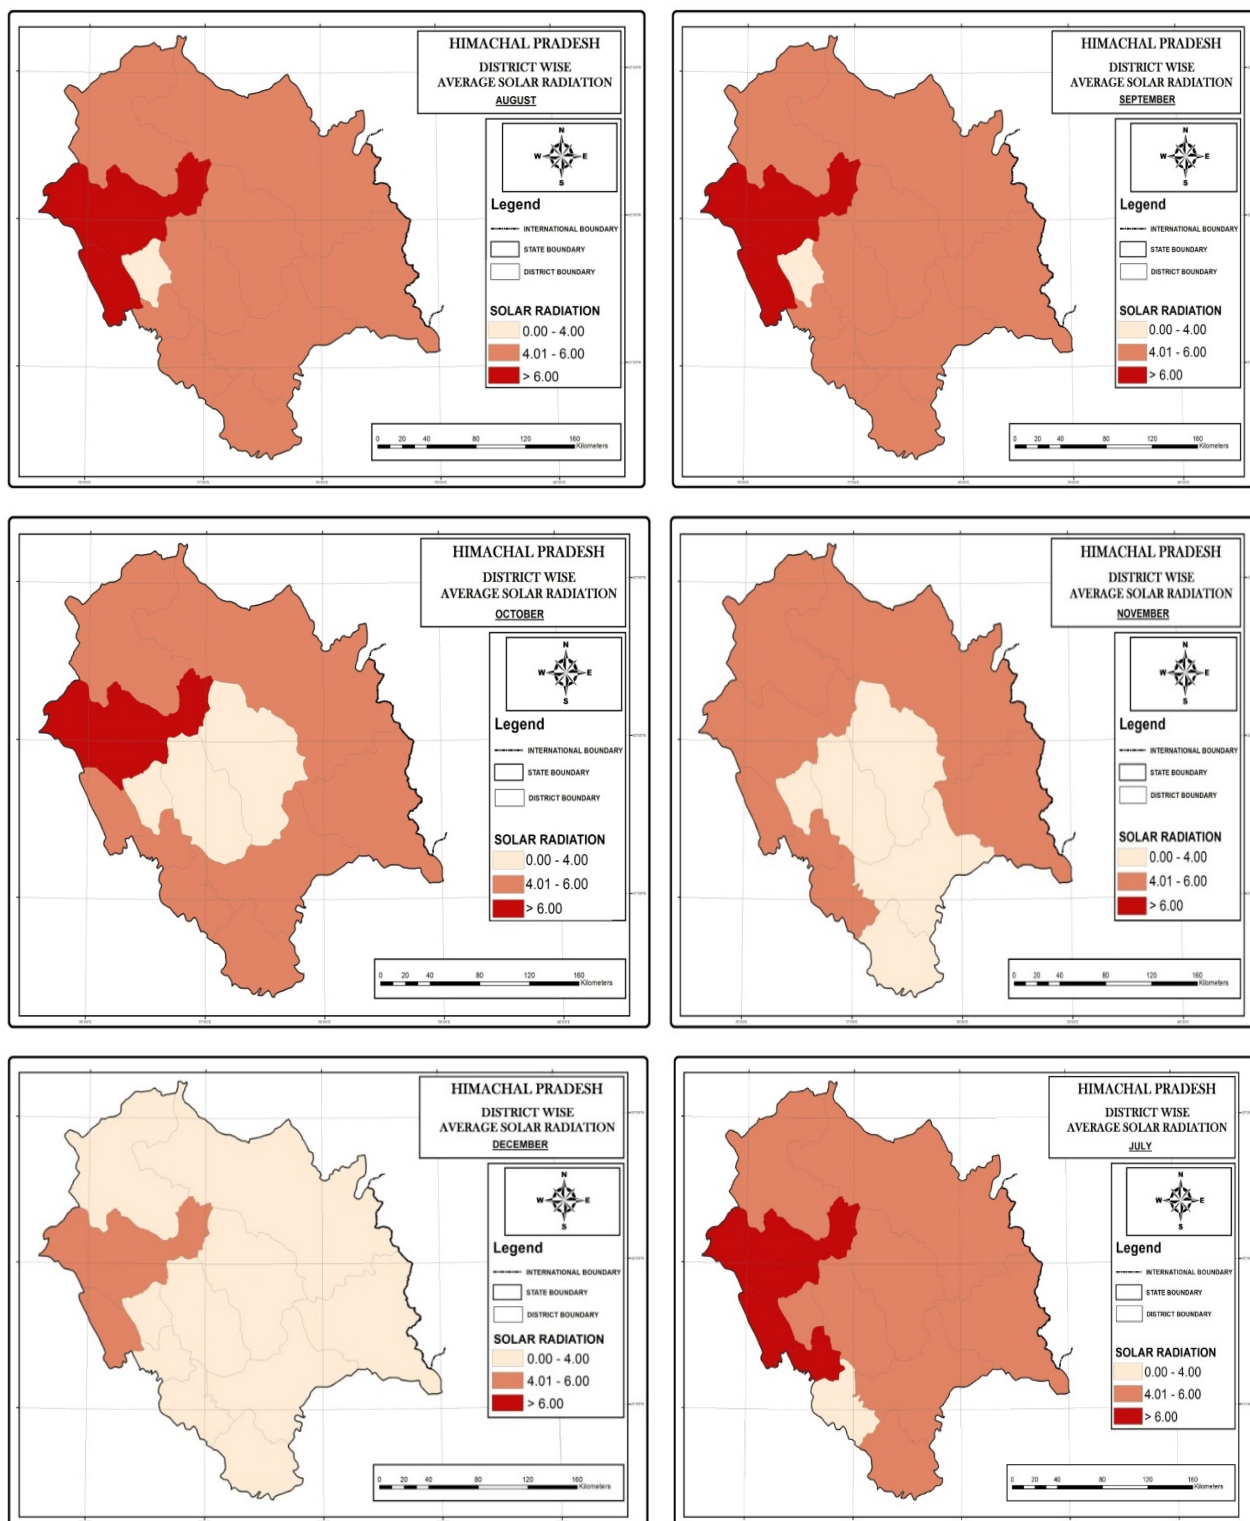 HIMACHAL PRADESH
DISTRICT WISE
AVERAGE SOLAR RADIATION
AUGUST
N
W E
S
Legend
INTERNATIONAL BOUNDARY
STATE BOUNDARY
DISTRICT BOUNDARY
SOLAR RADIATION
0.00 - 4.00
4.01 - 6.00
> 6.00
0 20 40 80 120 160
Kilometers
HIMACHAL PRADESH
DISTRICT WISE
AVERAGE SOLAR RADIATION
SEPTEMBER
N
W E
S
Legend
INTERNATIONAL BOUNDARY
STATE BOUNDARY
DISTRICT BOUNDARY
SOLAR RADIATION
0.00 - 4.00
4.01 - 6.00
> 6.00
0 20 40 80 120 160
Kilometers
HIMACHAL PRADESH
DISTRICT WISE
AVERAGE SOLAR RADIATION
OCTOBER
N
W E
S
Legend
INTERNATIONAL BOUNDARY
STATE BOUNDARY
DISTRICT BOUNDARY
SOLAR RADIATION
0.00 - 4.00
4.01 - 6.00
> 6.00
0 20 40 80 120 160
Kilometers
HIMACHAL PRADESH
DISTRICT WISE
AVERAGE SOLAR RADIATION
NOVEMBER
N
W E
S
Legend
INTERNATIONAL BOUNDARY
STATE BOUNDARY
DISTRICT BOUNDARY
SOLAR RADIATION
0.00 - 4.00
4.01 - 6.00
> 6.00
0 20 40 80 120 160
Kilometers
HIMACHAL PRADESH
DISTRICT WISE
AVERAGE SOLAR RADIATION
DECEMBER
N
W E
S
Legend
INTERNATIONAL BOUNDARY
STATE BOUNDARY
DISTRICT BOUNDARY
SOLAR RADIATION
0.00 - 4.00
4.01 - 6.00
> 6.00
0 20 40 80 120 160
Kilometers
HIMACHAL PRADESH
DISTRICT WISE
AVERAGE SOLAR RADIATION
JULY
N
W E
S
Legend
INTERNATIONAL BOUNDARY
STATE BOUNDARY
DISTRICT BOUNDARY
SOLAR RADIATION
0.00 - 4.00
4.01 - 6.00
> 6.00
0 20 40 80 120 160
Kilometers